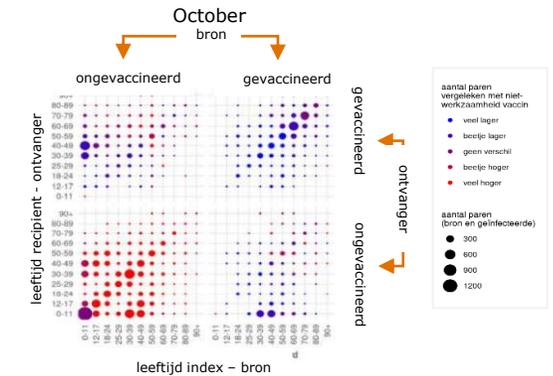 October
bron
ongevaccineerd
gevaccineerd
90+
80-89
70-79
60-69
50-59
40-49
30-39
25-29
18-24
12-17
0-11
90+
80-89
70-79
60-69
50-59
40-49
30-39
25-29
18-24
12-17
0-11
leeftijd recipient - ontvanger
0-11
12-17
18-24
25-29
30-39
40-49
50-59
60-69
70-79
80-89
90+
0-11
12-17
18-24
25-29
30-39
40-49
50-59
60-69
70-79
80-89
90+
d
leeftijd index – bron
gevaccineerd
ongevaccineerd
ontvanger
aantal paren
vergeleken met niet-
werkzaamheid vaccin
veel lager
beetje lager
geen verschil
beetje hoger
veel hoger
aantal paren
(bron en geïnfecteerde)
300
600
900
1200